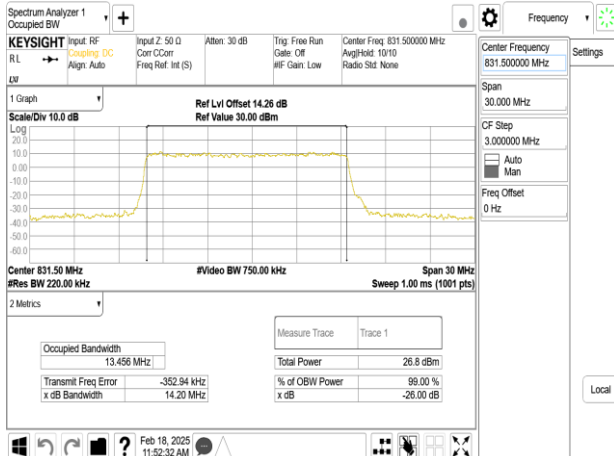 Spectrum Analyzer 1
Occupied BW
Frequency
KEYSIGHT
RL
LXI
Input: RF
Coupling: DC
Align: Auto
Input Z: 50 Ω
Corr CCorr
Freq Ref: Int (S)
Atten: 30 dB
Trig: Free Run
Gate: Off
#IF Gain: Low
Center Freq: 831.500000 MHz
Avg|Hold: 10/10
Radio Std: None
Center Frequency
831.500000 MHz
Settings
Span
30.000 MHz
CF Step
3.000000 MHz
Auto
Man
Freq Offset
0 Hz
Local
1 Graph
Scale/Div 10.0 dB
Ref Lvl Offset 14.26 dB
Ref Value 30.00 dBm
Log
20.0
10.0
0.00
-10.0
-20.0
-30.0
-40.0
-50.0
-60.0
Center 831.50 MHz
#Video BW 750.00 kHz
Span 30 MHz
#Res BW 220.00 kHz
Sweep 1.00 ms (1001 pts)
2 Metrics
Measure Trace
Trace 1
Occupied Bandwidth
13.456 MHz
Total Power
26.8 dBm
Transmit Freq Error
-352.94 kHz
% of OBW Power
99.00 %
x dB Bandwidth
14.20 MHz
x dB
-26.00 dB
?
Feb 18, 2025
11:52:32 AM